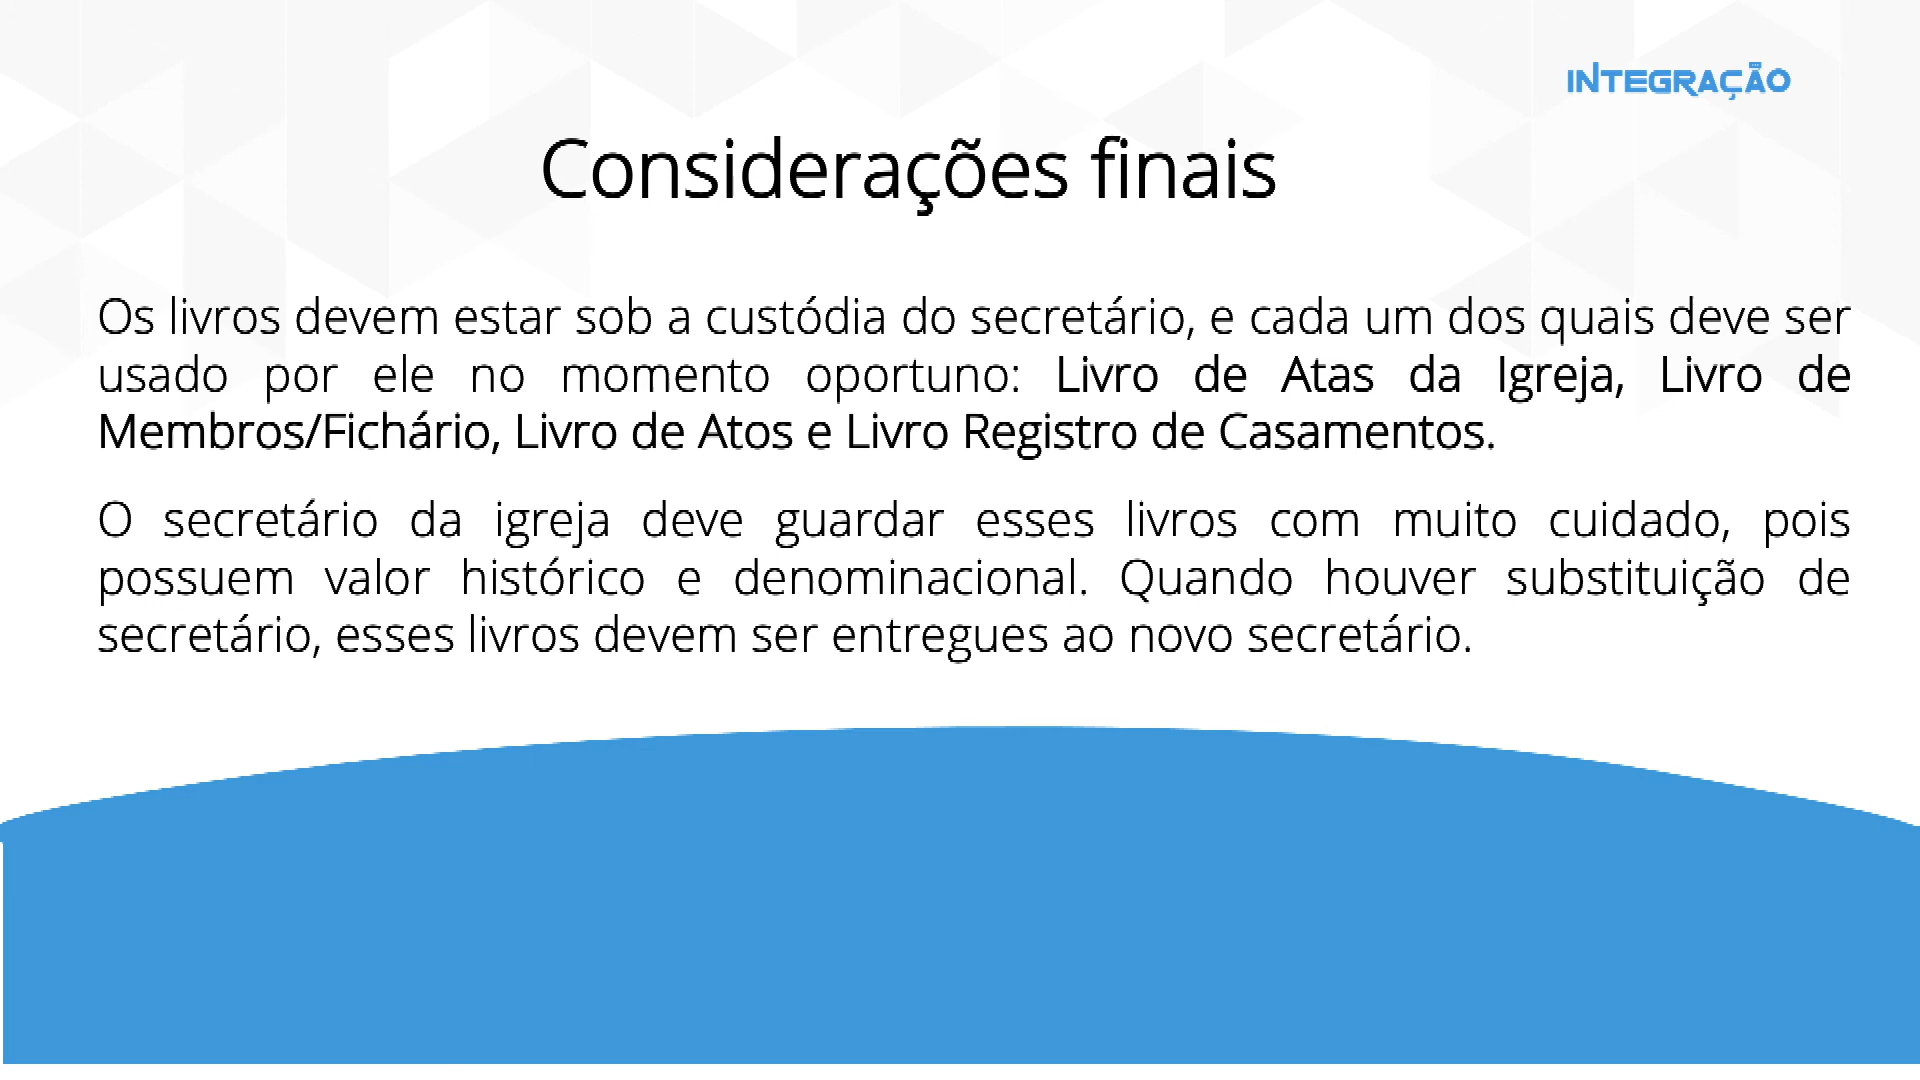 INTEGRAÇÃO
Considerações finais
Os livros devem estar sob a custódia do secretário, e cada um dos quais deve ser
usado por ele no momento oportuno: Livro de Atas da Igreja, Livro de
Membros/Fichário, Livro de Atos e Livro Registro de Casamentos.
O secretário da igreja deve guardar esses livros com muito cuidado, pois
possuem valor histórico e denominacional. Quando houver substituição de
secretário, esses livros devem ser entregues ao novo secretário.